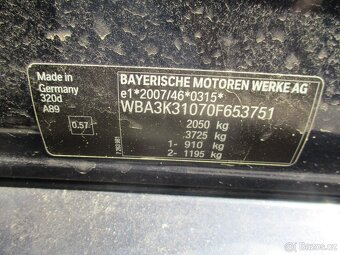 BAYERISCHE MOTOREN WERKE AG
e1*2007/46*0315*
WBA3K31070F653751
2050 kg
3725 kg
1- 910 kg
2- 1195 kg
Made in
Germany
320d
A89
0.57
Bazoš.cz